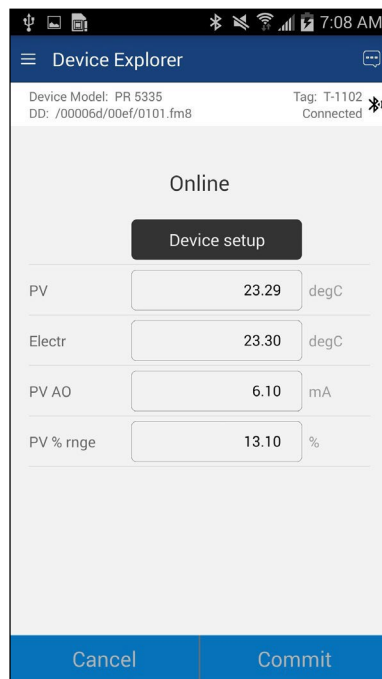 7:08 AM
Device Explorer
Device Model: PR 5335
Tag: T-1102
DD: /00006d/00ef/0101.fm8
Connected
Online
Device setup
PV 23.29 degC
Electr 23.30 degC
PV AO 6.10 mA
PV % rnge 13.10 %
Cancel Commit